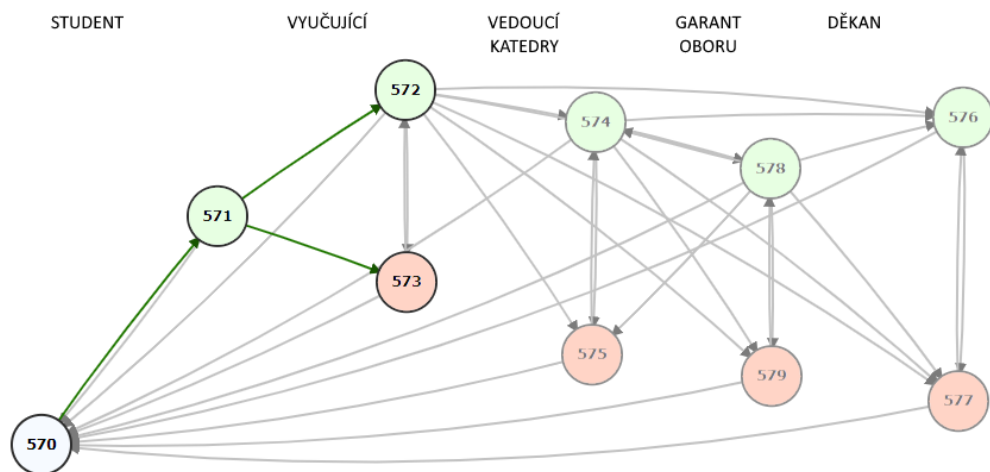 STUDENT
VYUČUJÍCÍ
VEDOUCÍ
KATEDRY
GARANT
OBORU
DĚKAN
572
574
576
578
571
573
575
579
577
570